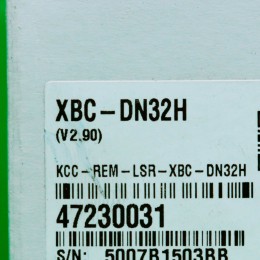 XBC-DN32H
(V2.90)
KCC-REM-LSR-XBC-DN32H
47230031
S/N: 5007B1503BB